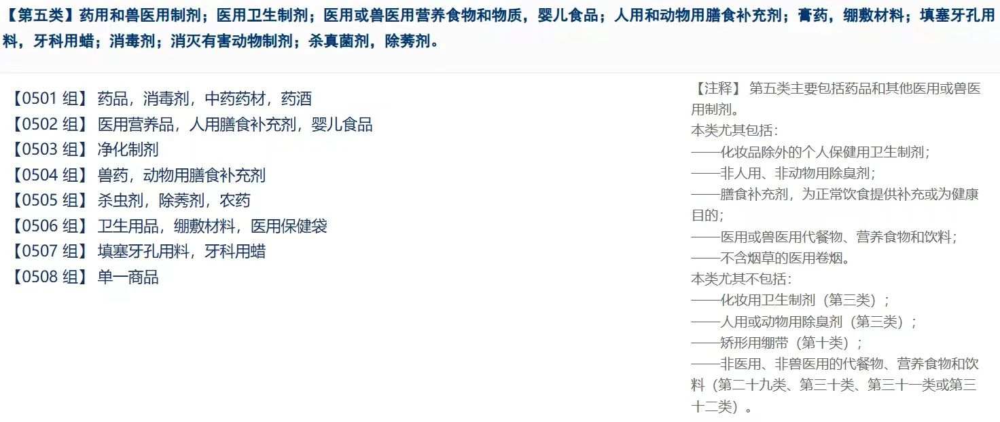 【第五类】药用和兽医用制剂；医用卫生制剂；医用或兽医用营养食物和物质，婴儿食品；人用和动物用膳食补充剂；膏药，绷敷材料；填塞牙孔用
料，牙科用蜡；消毒剂；消灭有害动物制剂；杀真菌剂，除莠剂。
【0501 组】 药品，消毒剂，中药药材，药酒
【0502 组】 医用营养品，人用膳食补充剂，婴儿食品
【0503 组】 净化制剂
【0504 组】 兽药，动物用膳食补充剂
【0505 组】 杀虫剂，除莠剂，农药
【0506 组】 卫生用品，绷敷材料，医用保健袋
【0507 组】 填塞牙孔用料，牙科用蜡
【0508 组】 单一商品
【注释】 第五类主要包括药品和其他医用或兽医
用制剂。
本类尤其包括：
——化妆品除外的个人保健用卫生制剂；
——非人用、非动物用除臭剂；
——膳食补充剂，为正常饮食提供补充或为健康
目的；
——医用或兽医用代餐物、营养食物和饮料；
——不含烟草的医用卷烟。
本类尤其不包括：
——化妆用卫生制剂（第三类）；
——人用或动物用除臭剂（第三类）；
——矫形用绷带（第十类）；
——非医用、非兽医用的代餐物、营养食物和饮
料（第二十九类、第三十类、第三十一类或第三
十二类）。